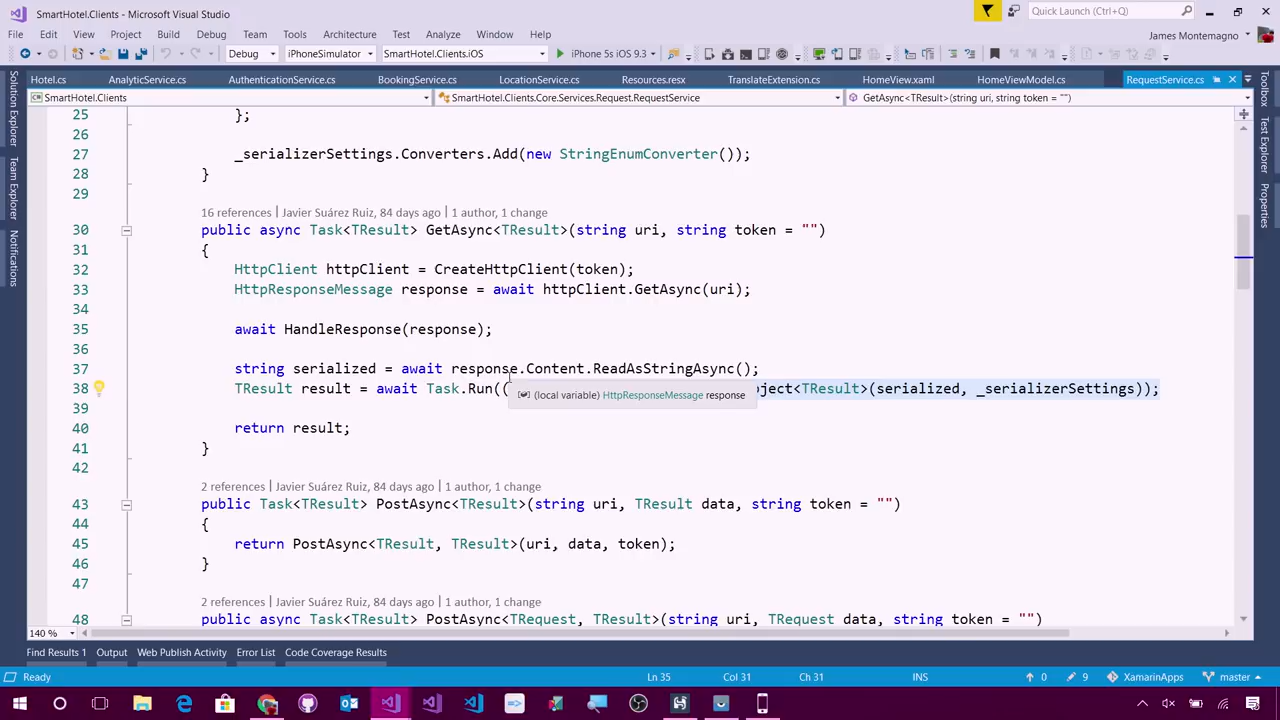 SmartHotel.Clients - Microsoft Visual Studio
Quick Launch (Ctrl+Q)
File Edit View Project Build Debug Team Tools Architecture Test Analyze Window Help
James Montemagno
Debug iPhoneSimulator SmartHotel.Clients.iOS iPhone 5s iOS 9.3
Hotel.cs AnalyticService.cs AuthenticationService.cs BookingService.cs LocationService.cs Resources.resx TranslateExtension.cs HomeView.xaml HomeViewModel.cs RequestService.cs
SmartHotel.Clients SmartHotel.Clients.Core.Services.Request.RequestService GetAsync<TResult>(string uri, string token = "")
Solution Explorer
Team Explorer
Notifications
Toolbox
Test Explorer
Properties
25 };
26
27 _serializerSettings.Converters.Add(new StringEnumConverter());
28 }
29
16 references | Javier Suárez Ruiz, 84 days ago | 1 author, 1 change
30 public async Task<TResult> GetAsync<TResult>(string uri, string token = "")
31 {
32 HttpClient httpClient = CreateHttpClient(token);
33 HttpResponseMessage response = await httpClient.GetAsync(uri);
34
35 await HandleResponse(response);
36
37 string serialized = await response.Content.ReadAsStringAsync();
38 TResult result = await Task.Run(( bject<TResult>(serialized, _serializerSettings));
(local variable) HttpResponseMessage response
39
40 return result;
41 }
42
2 references | Javier Suárez Ruiz, 84 days ago | 1 author, 1 change
43 public Task<TResult> PostAsync<TResult>(string uri, TResult data, string token = "")
44 {
45 return PostAsync<TResult, TResult>(uri, data, token);
46 }
47
2 references | Javier Suárez Ruiz, 84 days ago | 1 author, 1 change
48 public async Task<TResult> PostAsync<TRequest, TResult>(string uri, TRequest data, string token = "")
140 %
Find Results 1 Output Web Publish Activity Error List Code Coverage Results
Ready Ln 35 Col 31 Ch 31 INS 0 9 XamarinApps master